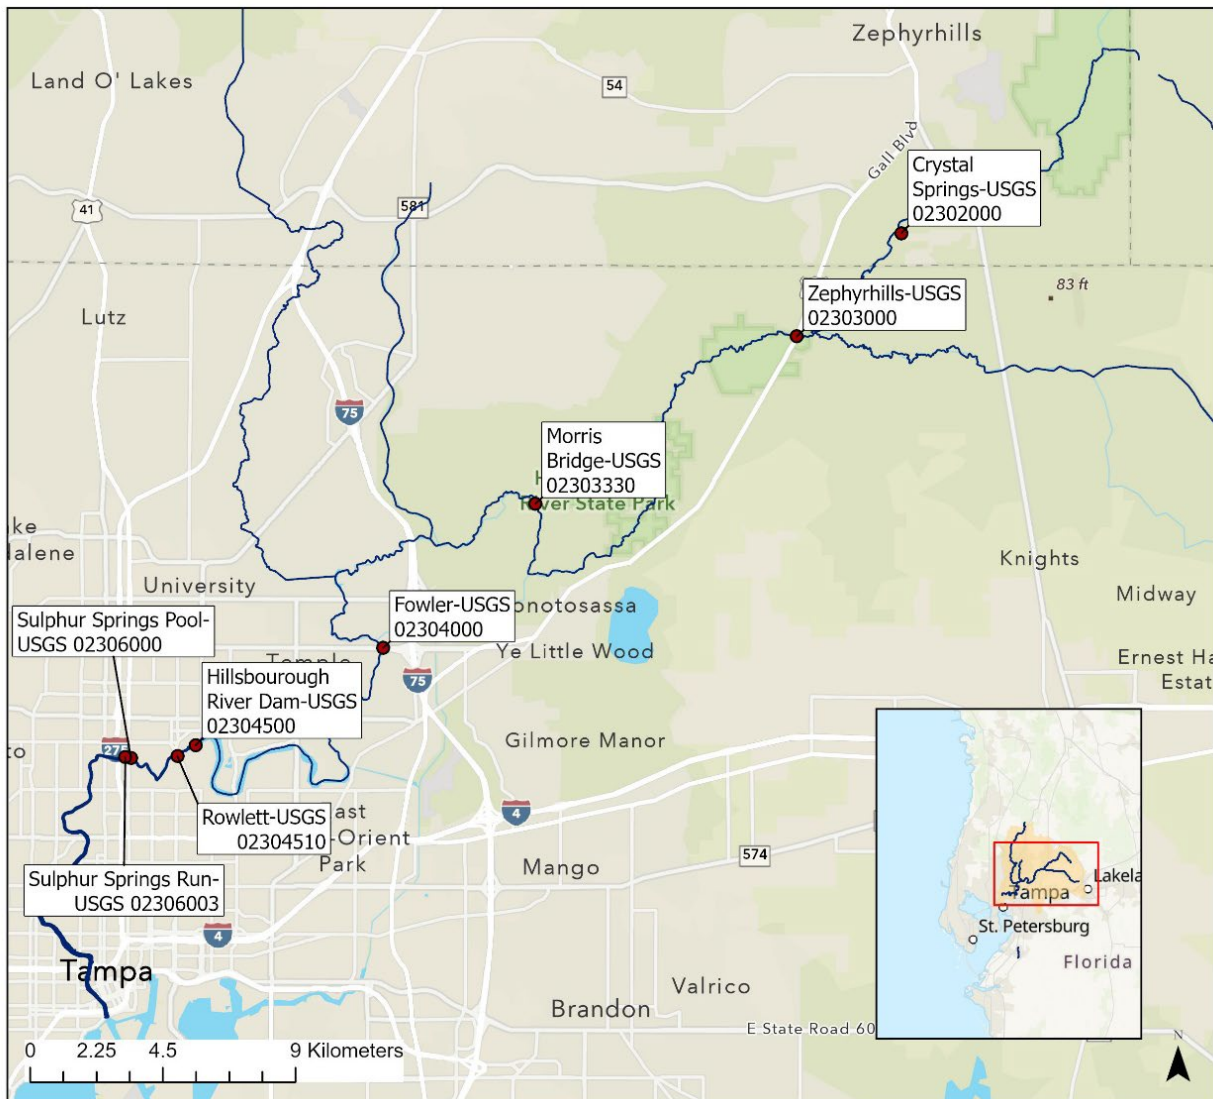 Zephyrhills
Land O' Lakes
54
Gall Blvd
Crystal
Springs-USGS
02302000
41
581
83 ft
Zephyrhills-USGS
02303000
Lutz
75
Morris
Bridge-USGS
02303330
River State Park
ake
dalene
Knights
University
Midway
Sulphur Springs Pool-
USGS 02306000
Fowler-USGS
02304000
onotosassa
Ye Little Wood
Temple
Ernest Ha
Estat
Hillsbourough
River Dam-USGS
02304500
75
275
to
Gilmore Manor
Rowlett-USGS
02304510
ast
-Orient
Park
4
Mango
574
Sulphur Springs Run-
USGS 02306003
4
Lakela
Tampa
St. Petersburg
Florida
Tampa
Valrico
Brandon
E State Road 60
N
0 2.25 4.5 9 Kilometers